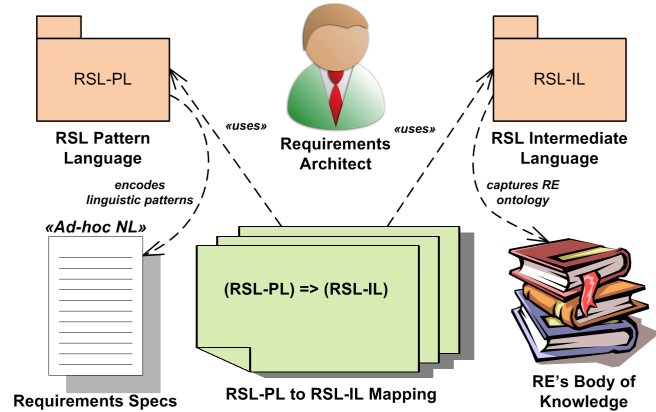 RSL-PL
RSL-IL
RSL Pattern
Language
«uses»
Requirements
Architect
«uses»
RSL Intermediate
Language
encodes
linguistic patterns
captures RE
ontology
«Ad-hoc NL»
(RSL-PL) => (RSL-IL)
Requirements Specs
RSL-PL to RSL-IL Mapping
RE's Body of
Knowledge